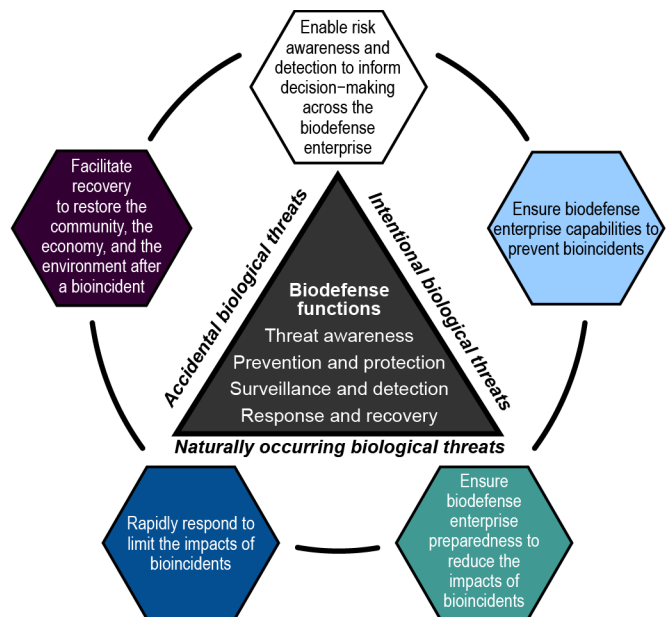 Enable risk
awareness and
detection to inform
decision−making
across the
biodefense
enterprise
Ensure biodefense
enterprise capabilities to
prevent bioincidents
Ensure
biodefense
enterprise
preparedness to
reduce the
impacts of
bioincidents
Rapidly respond to
limit the impacts of
bioincidents
Facilitate
recovery
to restore the
community, the
economy, and the
environment after
a bioincident
Accidental biological threats
Intentional biological threats
Naturally occurring biological threats
Biodefense
functions
Threat awareness
Prevention and protection
Surveillance and detection
Response and recovery